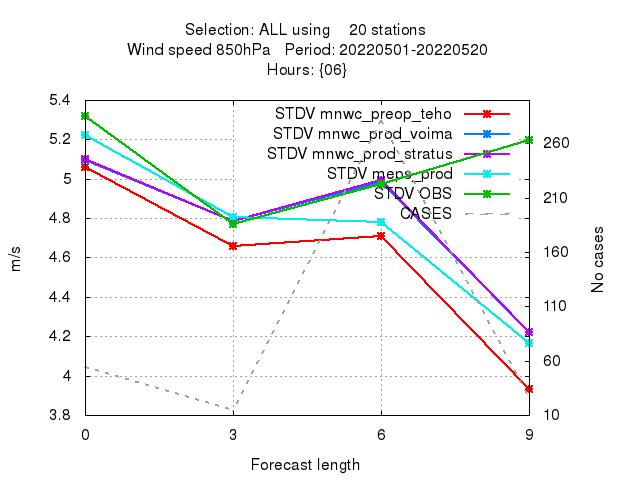 Selection: ALL using 20 stations
Wind speed 850hPa Period: 20220501-20220520
Hours: {06}
STDV mnwc_preop_teho
STDV mnwc_prod_voima
STDV mnwc_prod_stratus
STDV meps_prod
STDV OBS
CASES
5.4
5.2
5
4.8
4.6
4.4
4.2
4
3.8
m/s
260
210
160
110
60
10
No cases
0 3 6 9
Forecast length